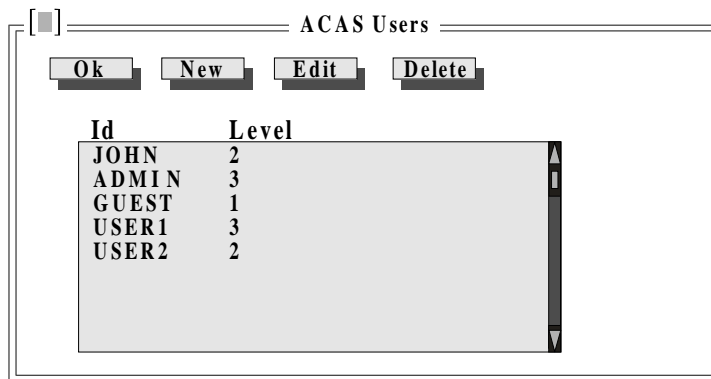 ACAS Users
Ok New Edit Delete
Id Level
JOHN 2
ADMIN 3
GUEST 1
USER1 3
USER2 2